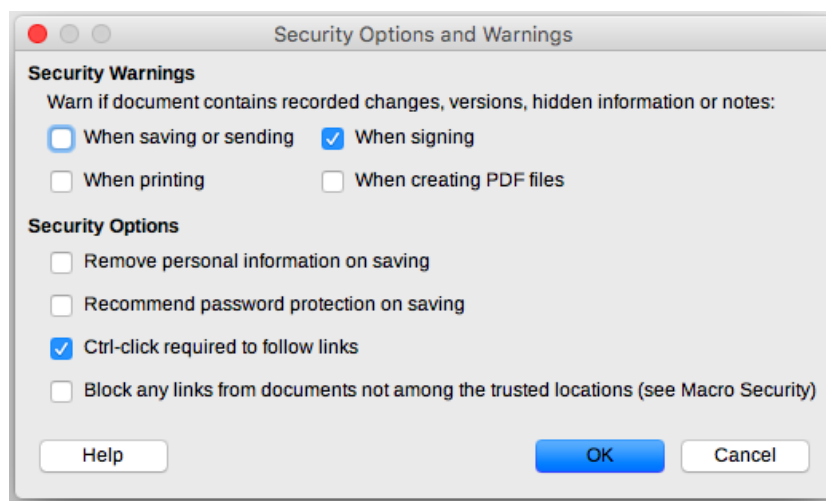 Security Options and Warnings
Security Warnings
Warn if document contains recorded changes, versions, hidden information or notes:
When saving or sending When signing
When printing When creating PDF files
Security Options
Remove personal information on saving
Recommend password protection on saving
Ctrl-click required to follow links
Block any links from documents not among the trusted locations (see Macro Security)
Help OK Cancel